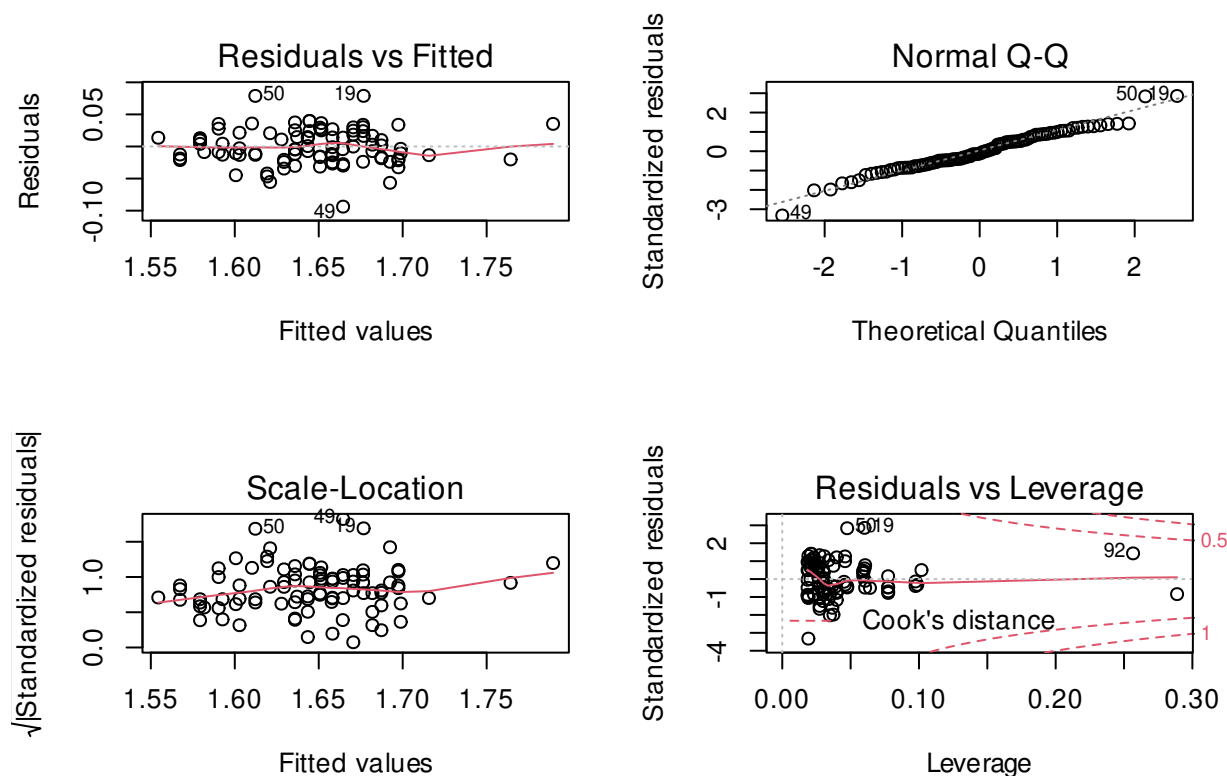 Residuals vs Fitted
Residuals
0.05
-0.10
50
19
49
1.55 1.60 1.65 1.70 1.75
Fitted values
Normal Q-Q
Standardized residuals
2
0
-3
50 19
49
-2 -1 0 1 2
Theoretical Quantiles
Scale-Location
√|Standardized residuals|
1.0
0.0
50
49
19
1.55 1.60 1.65 1.70 1.75
Fitted values
Residuals vs Leverage
Standardized residuals
2
-1
-4
50 19
92
0.5
1
Cook's distance
0.00 0.10 0.20 0.30
Leverage